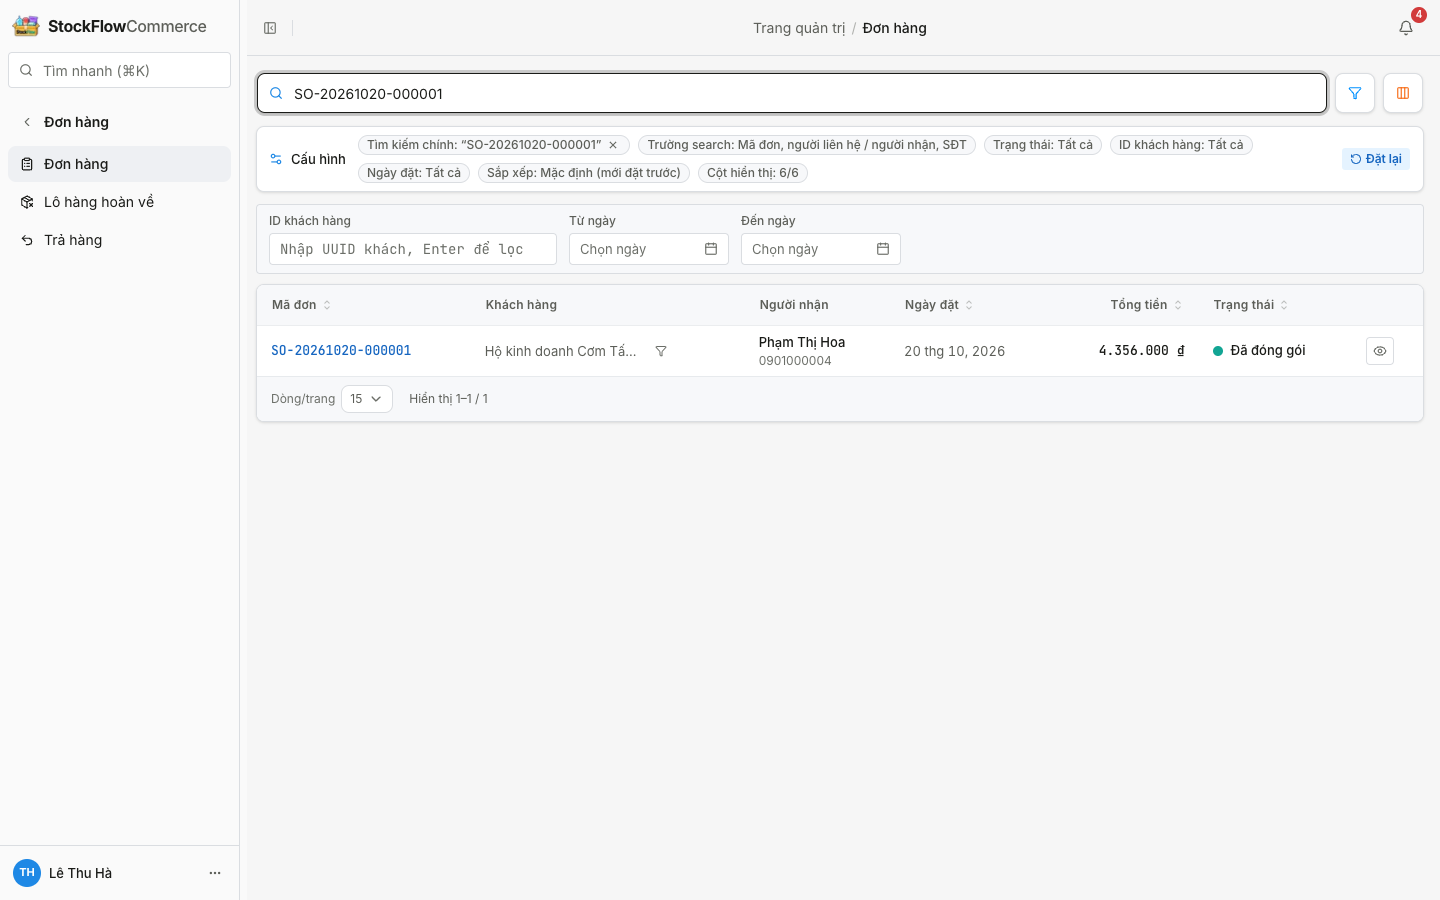 StockFlowCommerce
Tìm nhanh (⌘K)
Đơn hàng
Đơn hàng
Lô hàng hoàn về
Trả hàng
TH
Lê Thu Hà
Trang quản trị / Đơn hàng
4
SO-20261020-000001
Cấu hình
Tìm kiếm chính: “SO-20261020-000001”
Trường search: Mã đơn, người liên hệ / người nhận, SĐT
Trạng thái: Tất cả
ID khách hàng: Tất cả
Ngày đặt: Tất cả
Sắp xếp: Mặc định (mới đặt trước)
Cột hiển thị: 6/6
Đặt lại
ID khách hàng
Từ ngày
Đến ngày
Nhập UUID khách, Enter để lọc
Chọn ngày
Chọn ngày
Mã đơn
Khách hàng
Người nhận
Ngày đặt
Tổng tiền
Trạng thái
SO-20261020-000001
Hộ kinh doanh Cơm Tấ...
Phạm Thị Hoa
0901000004
20 thg 10, 2026
4.356.000 ₫
Đã đóng gói
Dòng/trang
15
Hiển thị 1–1 / 1